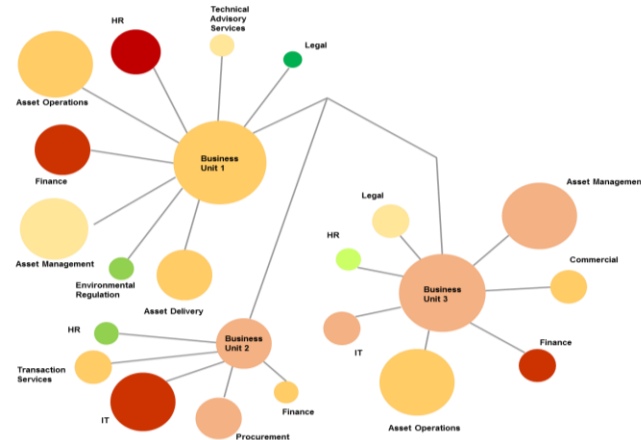 HR
Technical
Advisory
Services
Legal
Asset Operations
Business
Unit 1
Finance
Asset Management
Environmental
Regulation
Asset Delivery
Asset Management
Legal
HR
Commercial
Business
Unit 3
IT
Finance
Asset Operations
HR
Business
Unit 2
Transaction
Services
IT
Finance
Procurement